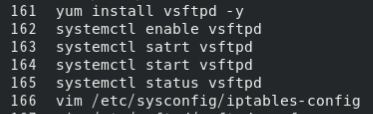 161 yum install vsftpd -y
162 systemctl enable vsftpd
163 systemctl satrt vsftpd
164 systemctl start vsftpd
165 systemctl status vsftpd
166 vim /etc/sysconfig/iptables-config